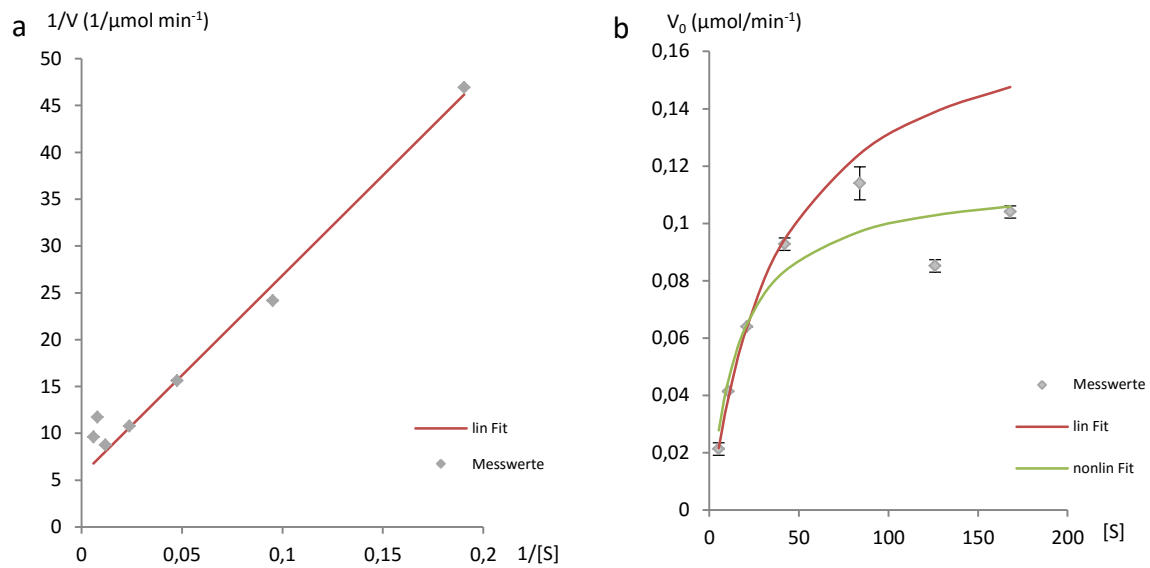 a
1/V (1/µmol min⁻¹)
50
45
40
35
30
25
20
15
10
5
0
0
0,05
0,1
0,15
0,2
1/[S]
lin Fit
Messwerte
b
V₀ (µmol/min⁻¹)
0,16
0,14
0,12
0,1
0,08
0,06
0,04
0,02
0
0
50
100
150
200
[S]
Messwerte
lin Fit
nonlin Fit